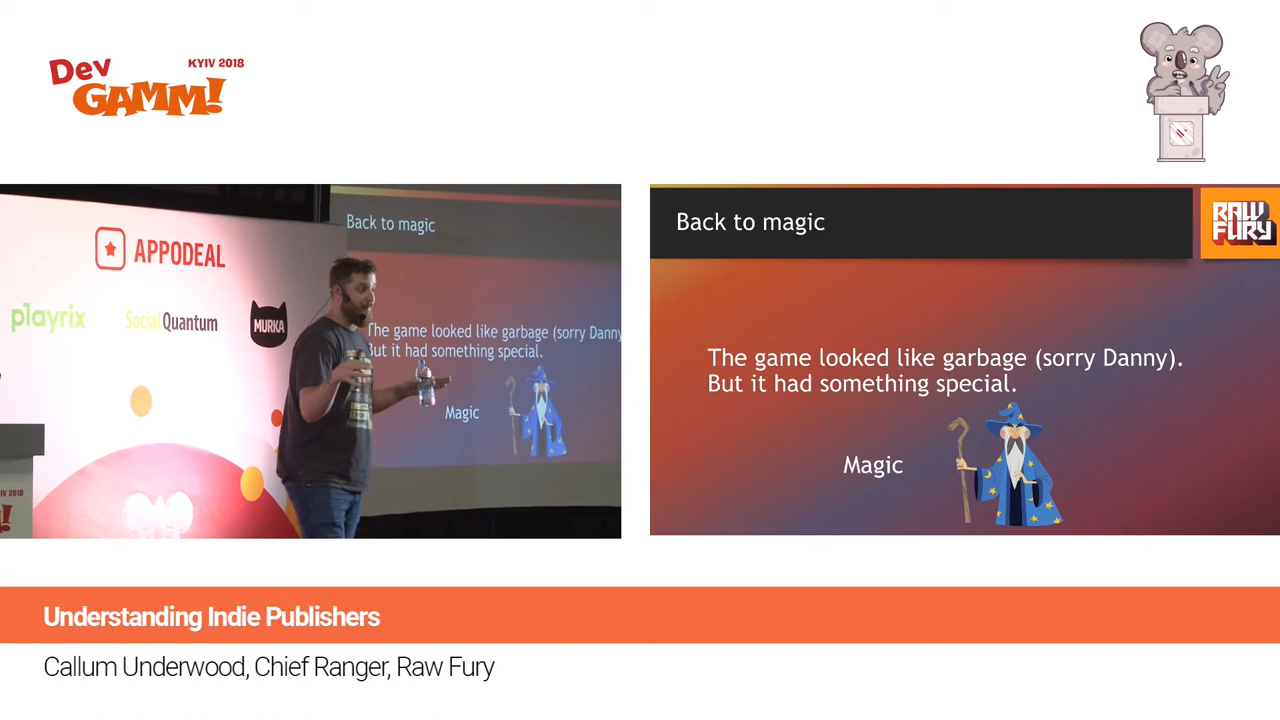 Dev
GAMM!
KYIV 2018
APPODEAL
playrix
Social Quantum
MURKA
IV 2018
Back to magic
The game looked like garbage (sorry Danny
But it had something special.
Magic
Back to magic
RAW
FURY
The game looked like garbage (sorry Danny).
But it had something special.
Magic
Understanding Indie Publishers
Callum Underwood, Chief Ranger, Raw Fury